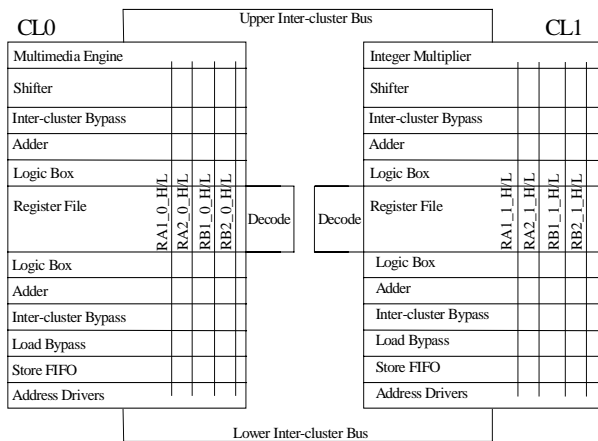 Upper Inter-cluster Bus
CL0
Multimedia Engine
Shifter
Inter-cluster Bypass
Adder
Logic Box
Register File
RA1_0_H/L
RA2_0_H/L
RB1_0_H/L
RB2_0_H/L
Decode
Logic Box
Adder
Inter-cluster Bypass
Load Bypass
Store FIFO
Address Drivers
CL1
Integer Multiplier
Shifter
Inter-cluster Bypass
Adder
Logic Box
Decode
Register File
RA1_1_H/L
RA2_1_H/L
RB1_1_H/L
RB2_1_H/L
Logic Box
Adder
Inter-cluster Bypass
Load Bypass
Store FIFO
Address Drivers
Lower Inter-cluster Bus